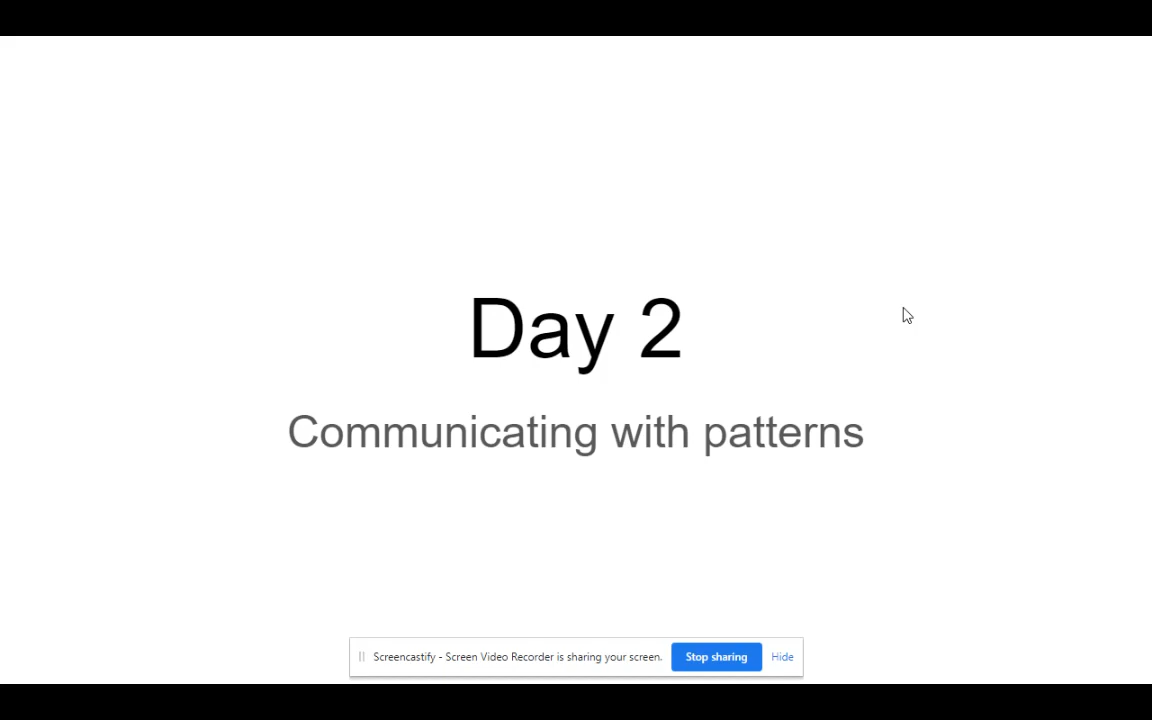 Day 2
Communicating with patterns
Screencastify - Screen Video Recorder is sharing your screen. Stop sharing Hide